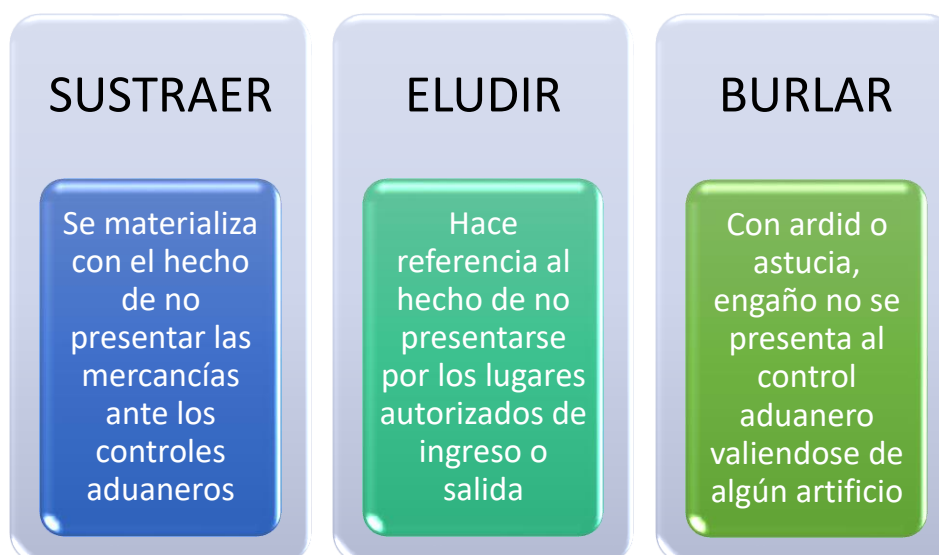 SUSTRAER
Se materializa
con el hecho
de no
presentar las
mercancías
ante los
controles
aduaneros
ELUDIR
Hace
referencia al
hecho de no
presentarse
por los lugares
autorizados de
ingreso o
salida
BURLAR
Con ardid o
astucia,
engaño no se
presenta al
control
aduanero
valiendose de
algún artificio